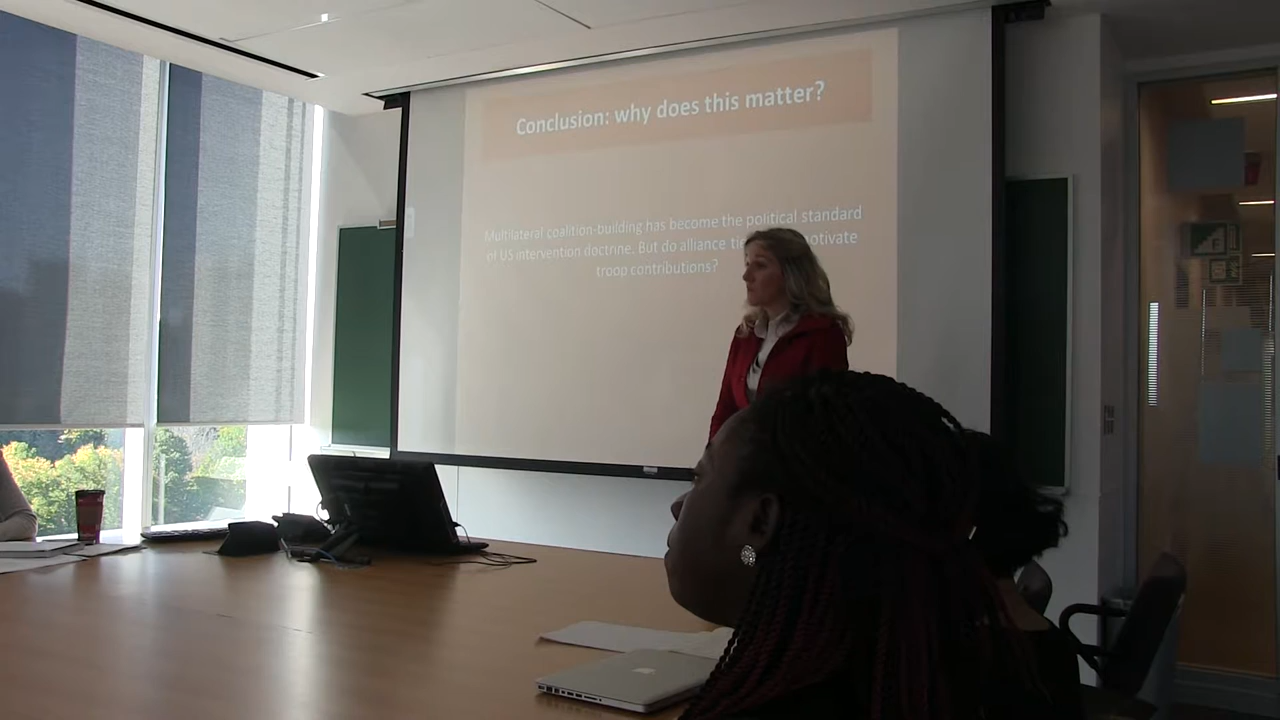 Conclusion: why does this matter?
Multilateral coalition-building has become the political standard
of US intervention doctrine. But do alliance
troop contributions?